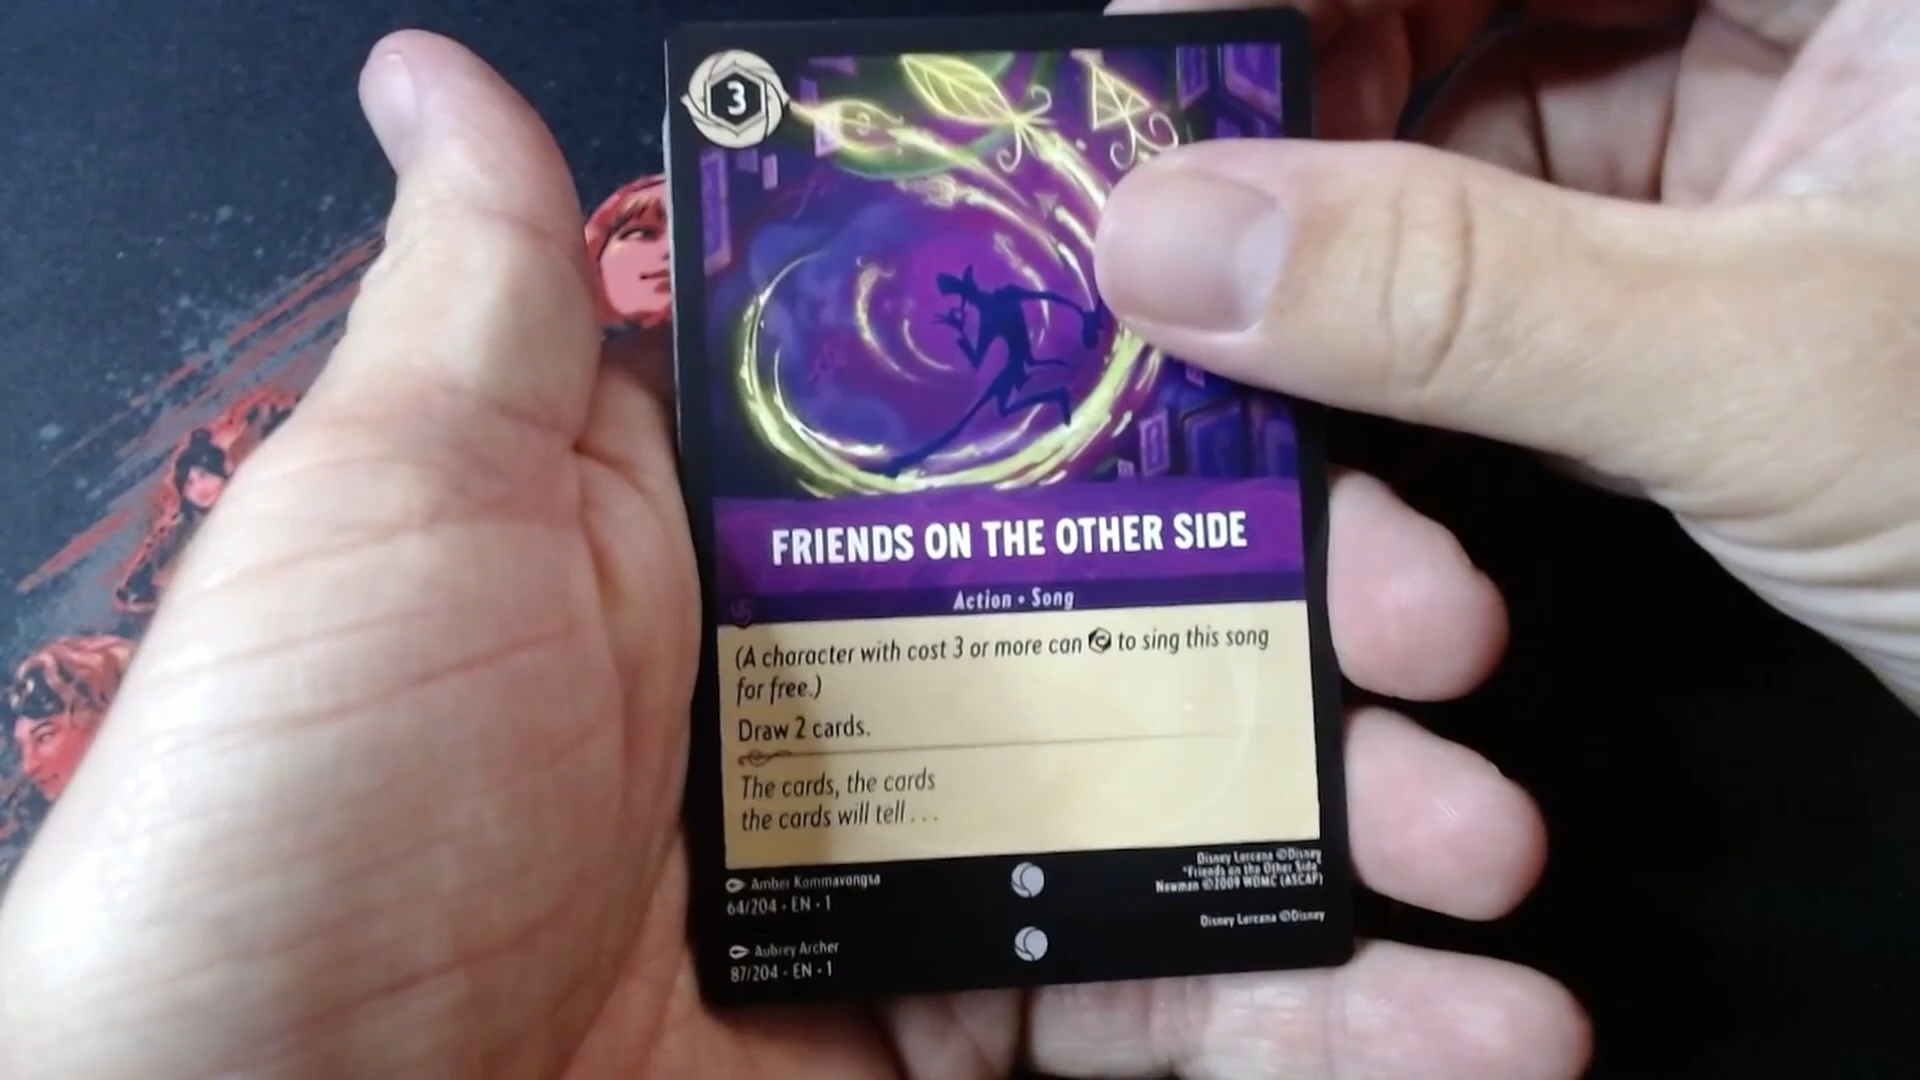 3
FRIENDS ON THE OTHER SIDE
Action • Song
(A character with cost 3 or more can to sing this song
for free.)
Draw 2 cards.
The cards, the cards
the cards will tell . . .
Amber Kommavongsa
64/204 • EN • 1
Disney Lorcana ©Disney
"Friends on the Other Side"
Newman ©2009 WDMC (ASCAP)
Aubrey Archer
87/204 • EN • 1
Disney Lorcana ©Disney